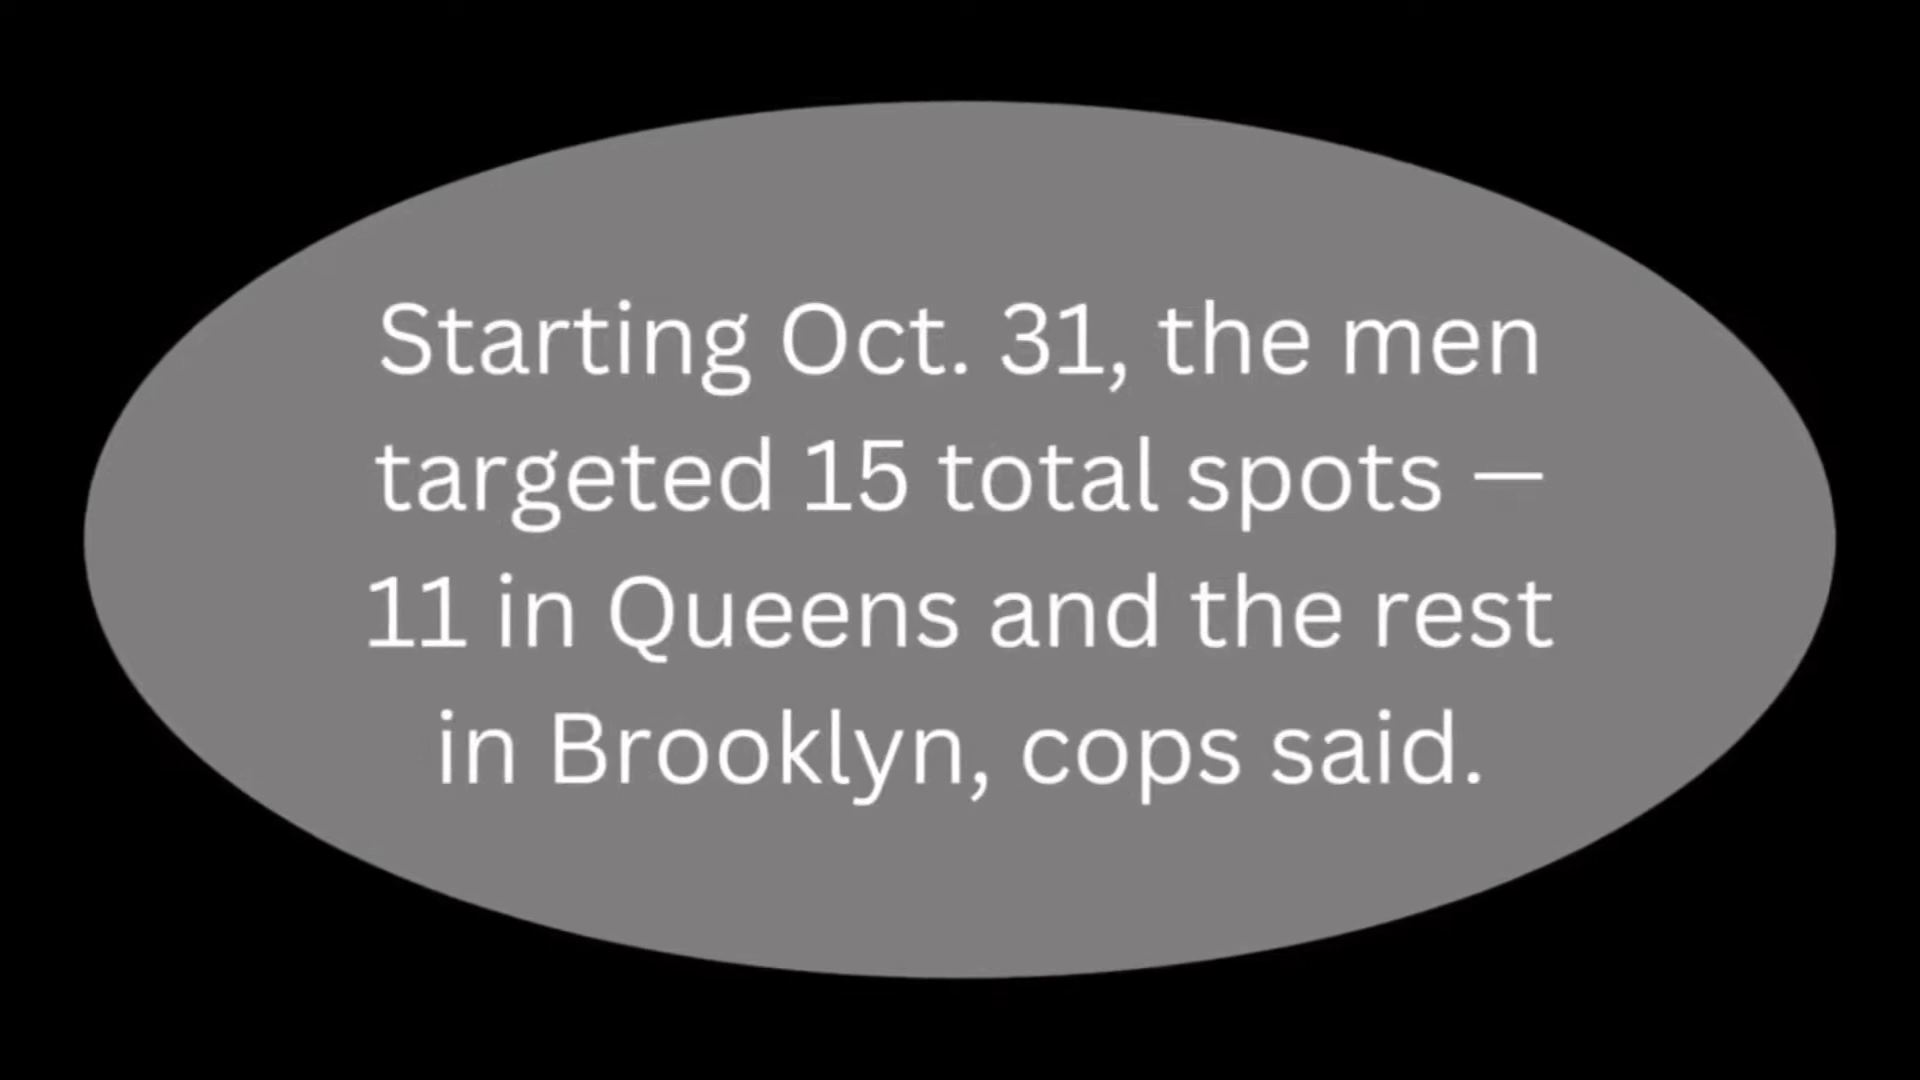 Starting Oct. 31, the men
targeted 15 total spots —
11 in Queens and the rest
in Brooklyn, cops said.